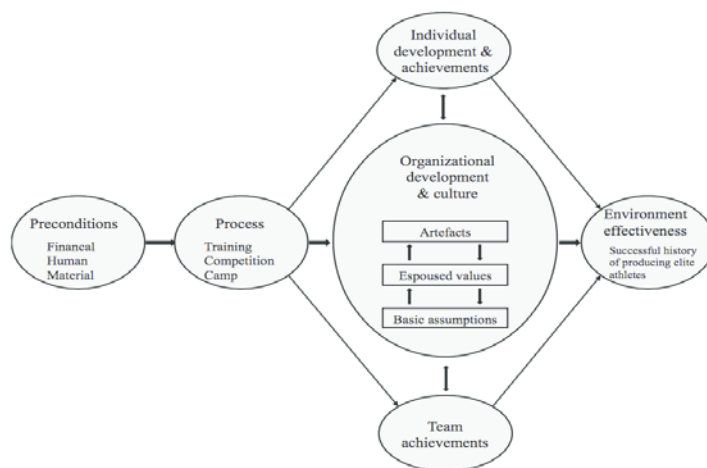 Individual
development &
achievements
Organizational
development
& culture
Artefacts
Espoused values
Basic assumptions
Preconditions
Financal
Human
Material
Process
Training
Competition
Camp
Environment
effectiveness
Successful history
of producing elite
athletes
Team
achievements